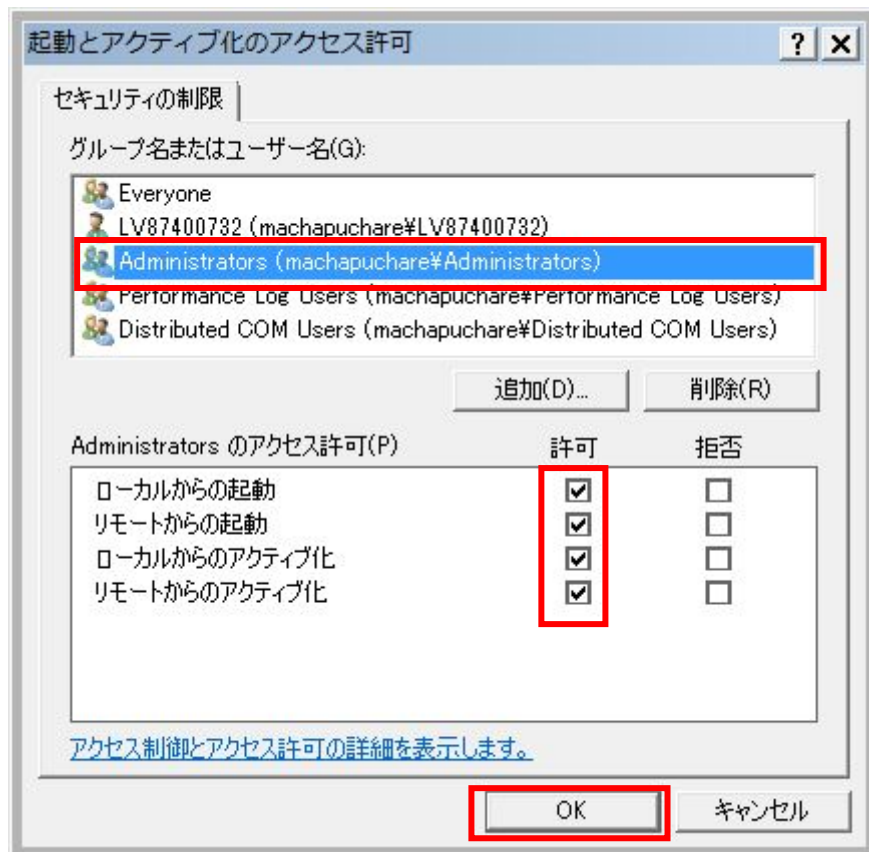 起動とアクティブ化のアクセス許可
セキュリティの制限
グループ名またはユーザー名(G):
Everyone
LV87400732 (machapuchare¥LV87400732)
Administrators (machapuchare¥Administrators)
Performance Log Users (machapuchare¥Performance Log Users)
Distributed COM Users (machapuchare¥Distributed COM Users)
追加(D)... 削除(R)
Administrators のアクセス許可(P) 許可 拒否
ローカルからの起動
リモートからの起動
ローカルからのアクティブ化
リモートからのアクティブ化
アクセス制御とアクセス許可の詳細を表示します。
OK キャンセル